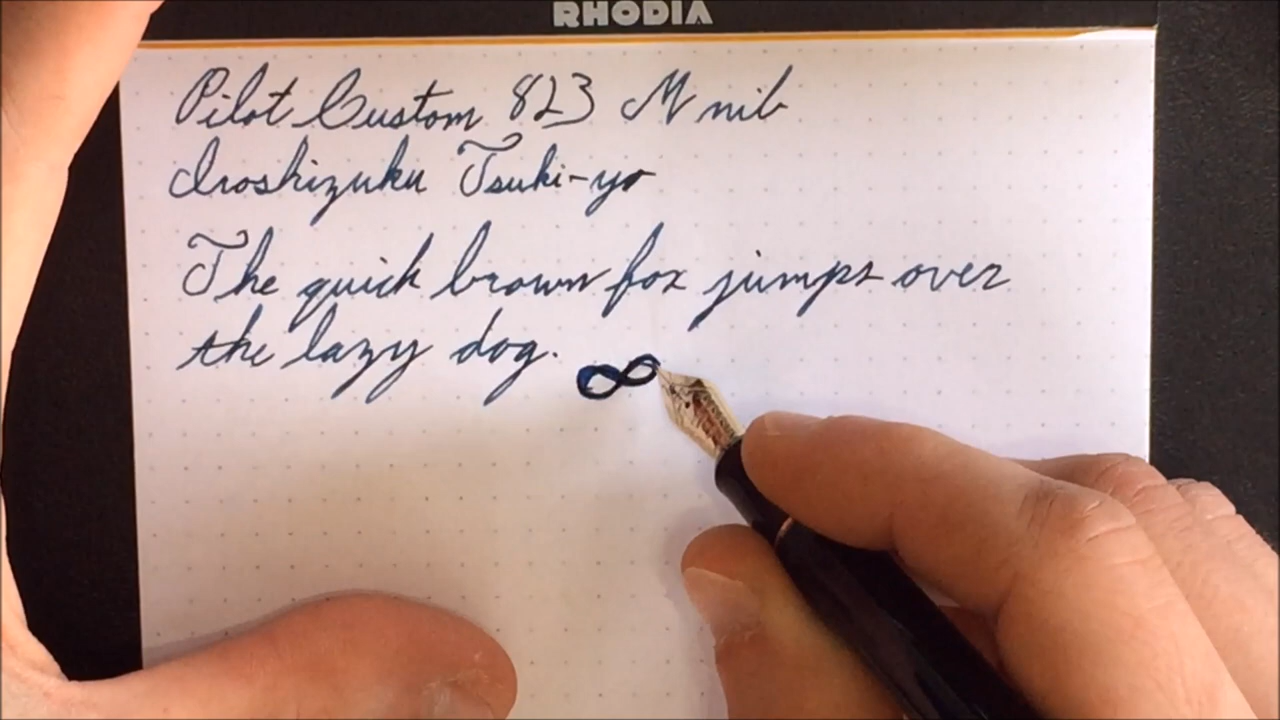 RHODIA
Pilot Custom 823 M nib
Iroshizuku Tsuki-yo
The quick brown fox jumps over
the lazy dog. ∞